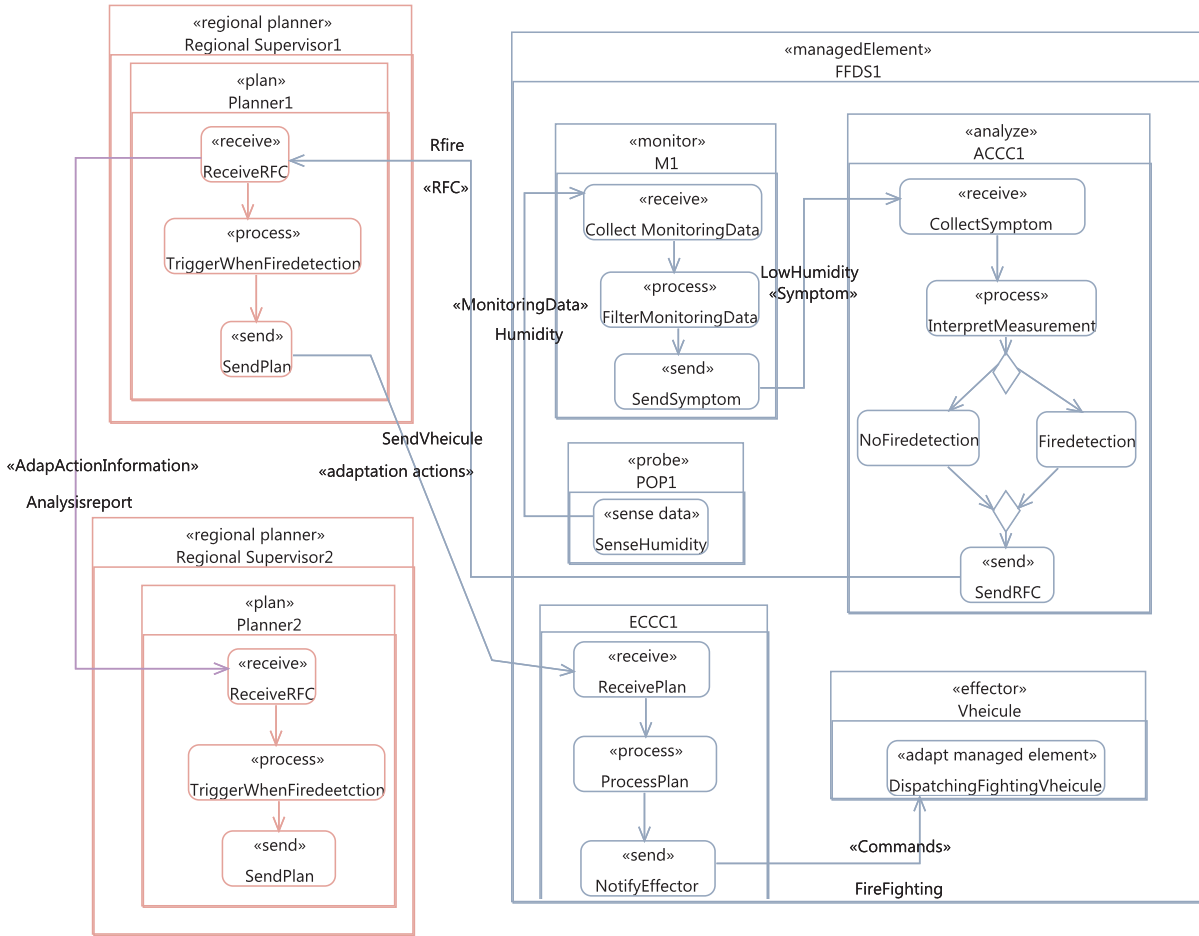 «regional planner»
Regional Supervisor1
«plan»
Planner1
«receive»
ReceiveRFC
«process»
TriggerWhenFiredetection
«send»
SendPlan
Rfire
«RFC»
«managedElement»
FFDS1
«monitor»
M1
«receive»
Collect MonitoringData
«process»
FilterMonitoringData
«send»
SendSymptom
«MonitoringData»
Humidity
LowHumidity
«Symptom»
«analyze»
ACCC1
«receive»
CollectSymptom
«process»
InterpretMeasurement
NoFiredetection
Firedetection
«send»
SendRFC
«probe»
POP1
«sense data»
SenseHumidity
SendVheicule
«adaptation actions»
«AdapActionInformation»
Analysisreport
«regional planner»
Regional Supervisor2
«plan»
Planner2
«receive»
ReceiveRFC
«process»
TriggerWhenFiredeetction
«send»
SendPlan
ECCC1
«receive»
ReceivePlan
«process»
ProcessPlan
«send»
NotifyEffector
«effector»
Vheicule
«adapt managed element»
DispatchingFightingVheicule
«Commands»
FireFighting